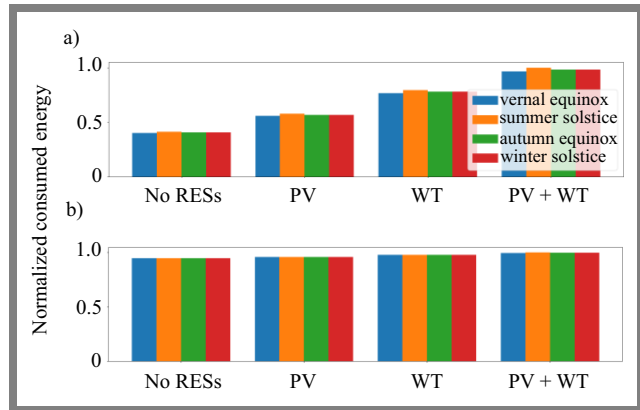 a)
Normalized consumed energy
1.0
0.5
0
vernal equinox
summer solstice
autumn equinox
winter solstice
No RESs PV WT PV + WT
b)
1.0
0.5
0
No RESs PV WT PV + WT